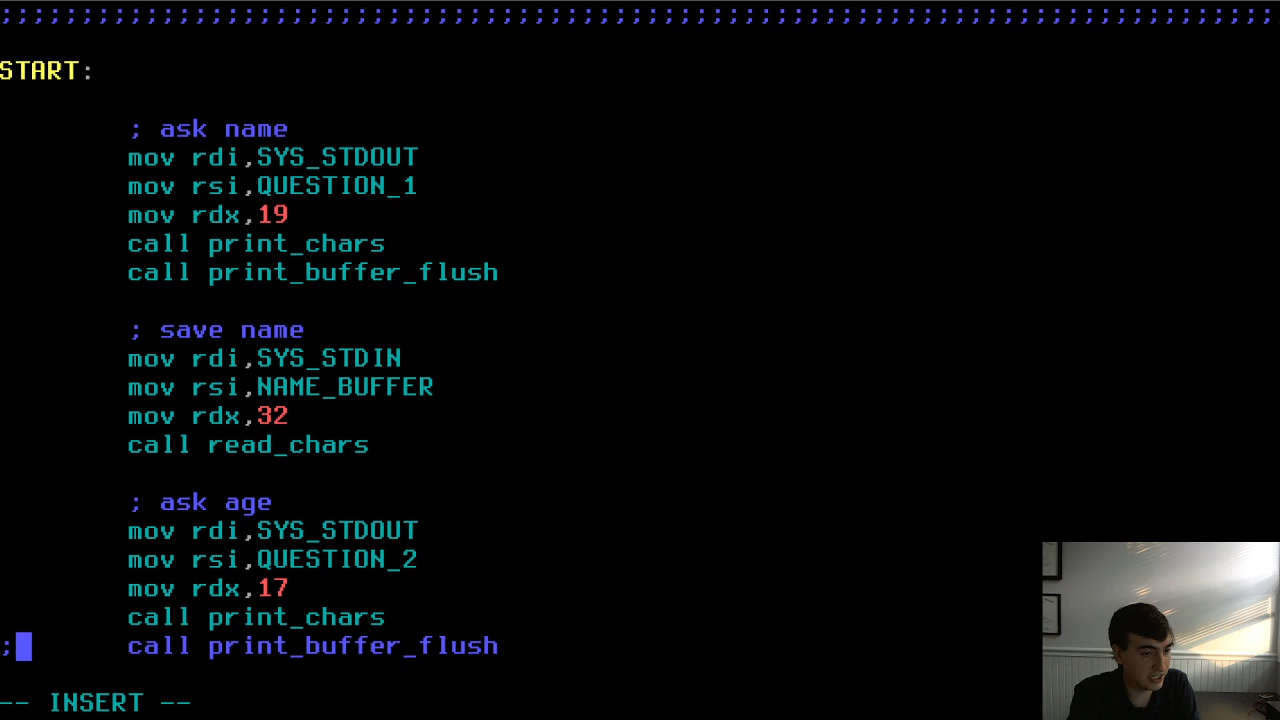 ;;;;;;;;;;;;;;;;;;;;;;;;;;;;;;;;;;;;;;;;;;;;;;;;;;;;;;;;;;;;;;;;;;;;;;;;;;;;;;;;
START:
; ask name
mov rdi,SYS_STDOUT
mov rsi,QUESTION_1
mov rdx,19
call print_chars
call print_buffer_flush
; save name
mov rdi,SYS_STDIN
mov rsi,NAME_BUFFER
mov rdx,32
call read_chars
; ask age
mov rdi,SYS_STDOUT
mov rsi,QUESTION_2
mov rdx,17
call print_chars
; call print_buffer_flush
-- INSERT --